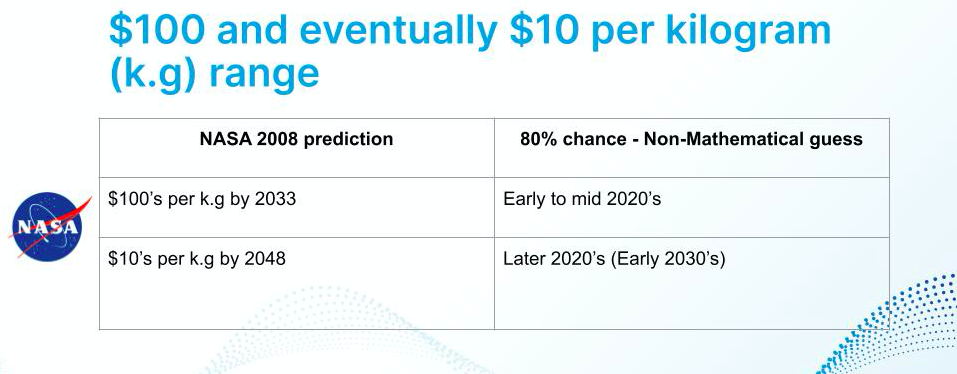 $100 and eventually $10 per kilogram
(k.g) range
NASA 2008 prediction
80% chance - Non-Mathematical guess
$100’s per k.g by 2033
Early to mid 2020’s
NASA
$10’s per k.g by 2048
Later 2020’s (Early 2030’s)